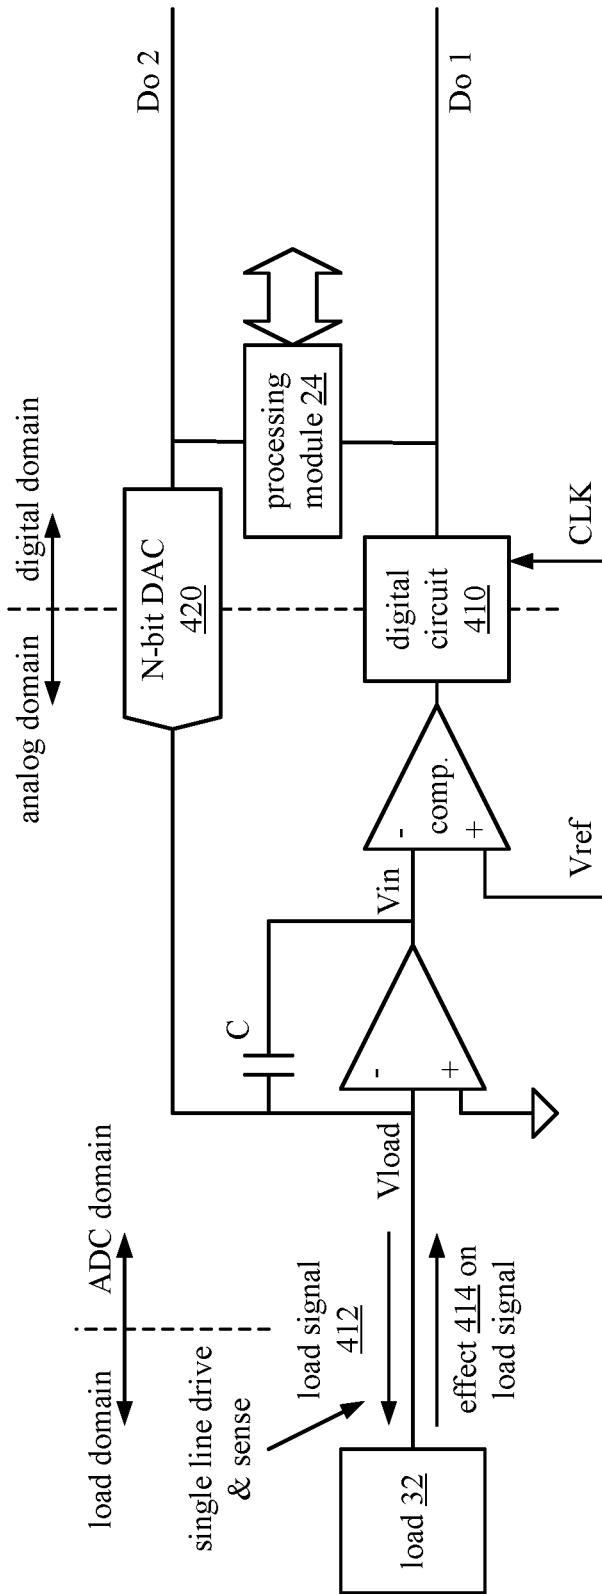 load domain
ADC domain
analog domain
digital domain
single line drive
& sense
load signal
412
load 32
effect 414 on
load signal
Vload
C
-
+
Vin
-
+
comp.
Vref
N-bit DAC
420
digital
circuit
410
CLK
processing
module 24
Do 2
Do 1